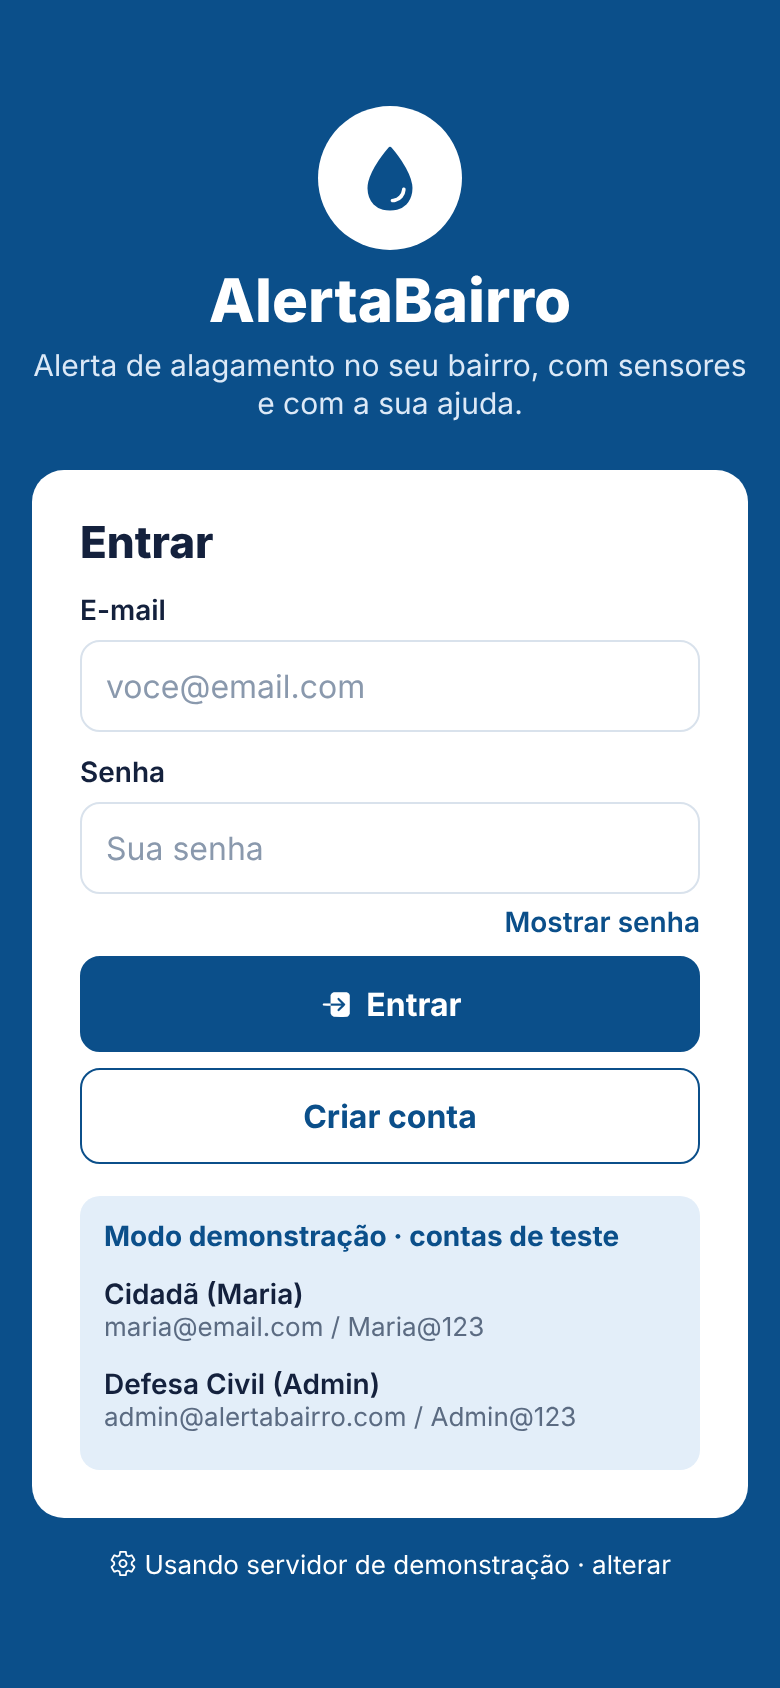 AlertaBairro
Alerta de alagamento no seu bairro, com sensores
e com a sua ajuda.
Entrar
E-mail
voce@email.com
Senha
Sua senha
Mostrar senha
Entrar
Criar conta
Modo demonstração · contas de teste
Cidadã (Maria)
maria@email.com / Maria@123
Defesa Civil (Admin)
admin@alertabairro.com / Admin@123
Usando servidor de demonstração · alterar